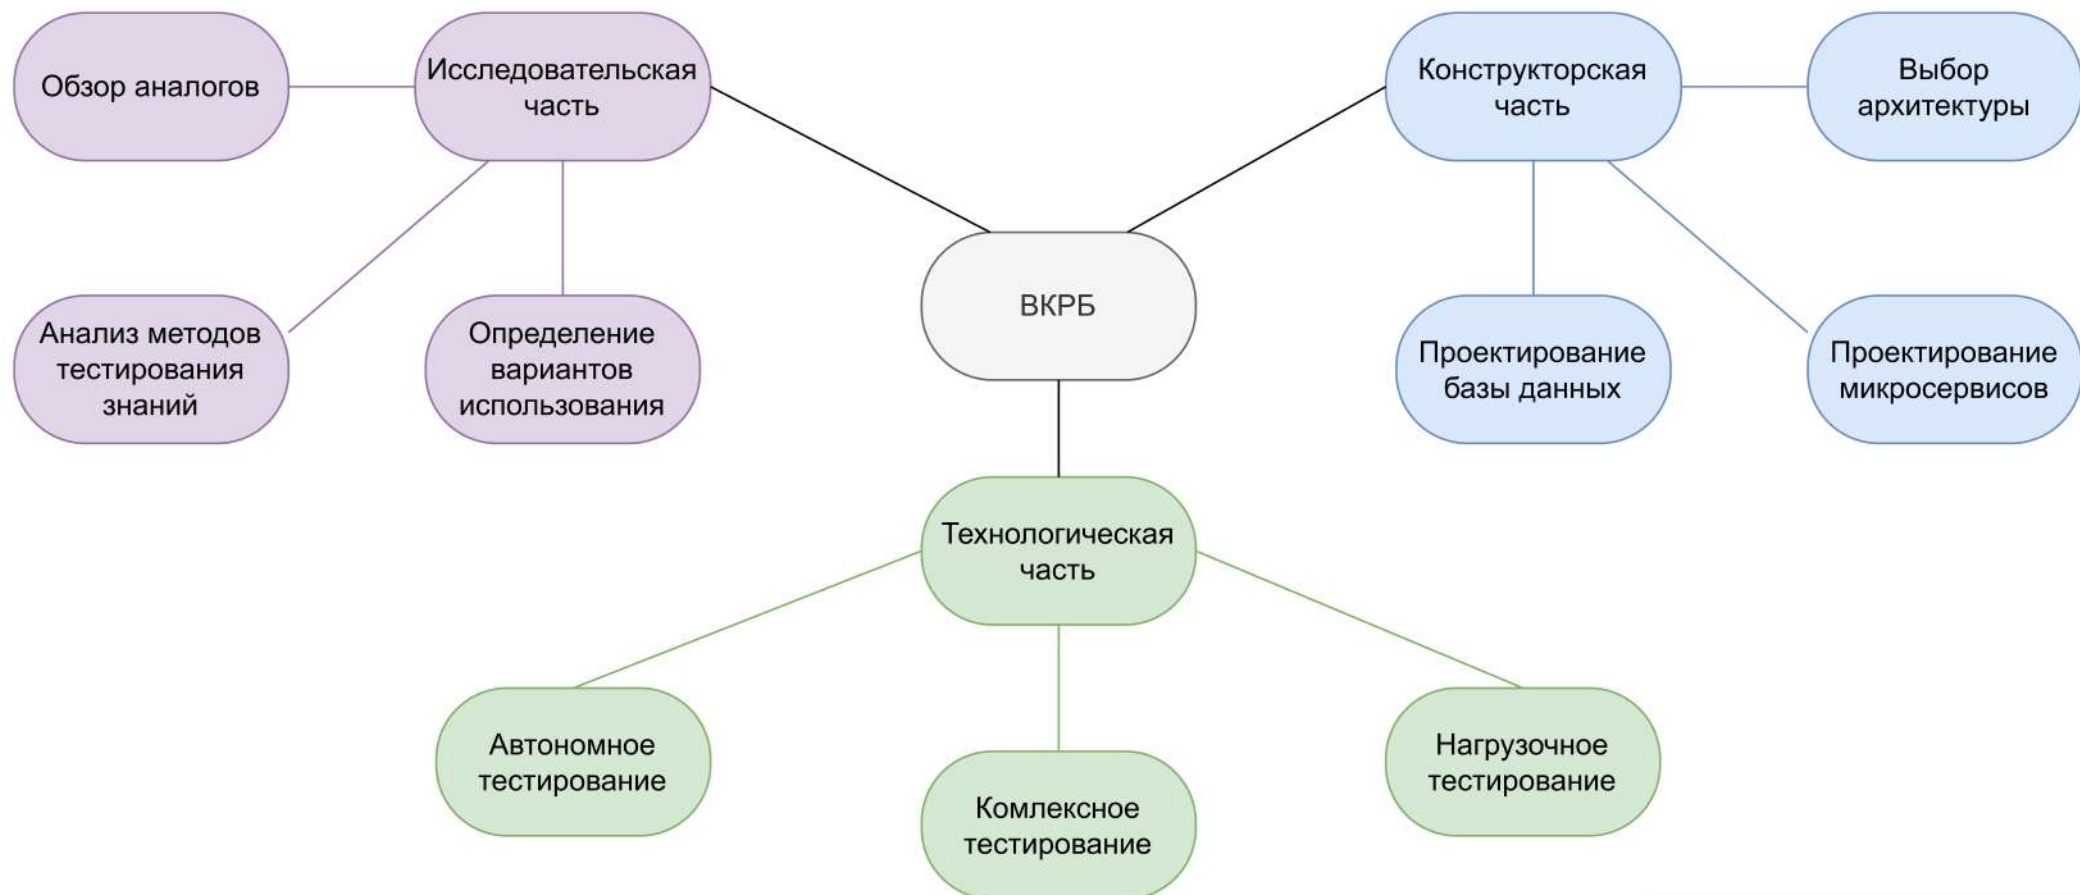 Обзор аналогов
Исследовательская
часть
Конструкторская
часть
Выбор
архитектуры
ВКРБ
Анализ методов
тестирования
знаний
Определение
вариантов
использования
Проектирование
базы данных
Проектирование
микросервисов
Технологическая
часть
Автономное
тестирование
Комлексное
тестирование
Нагрузочное
тестирование